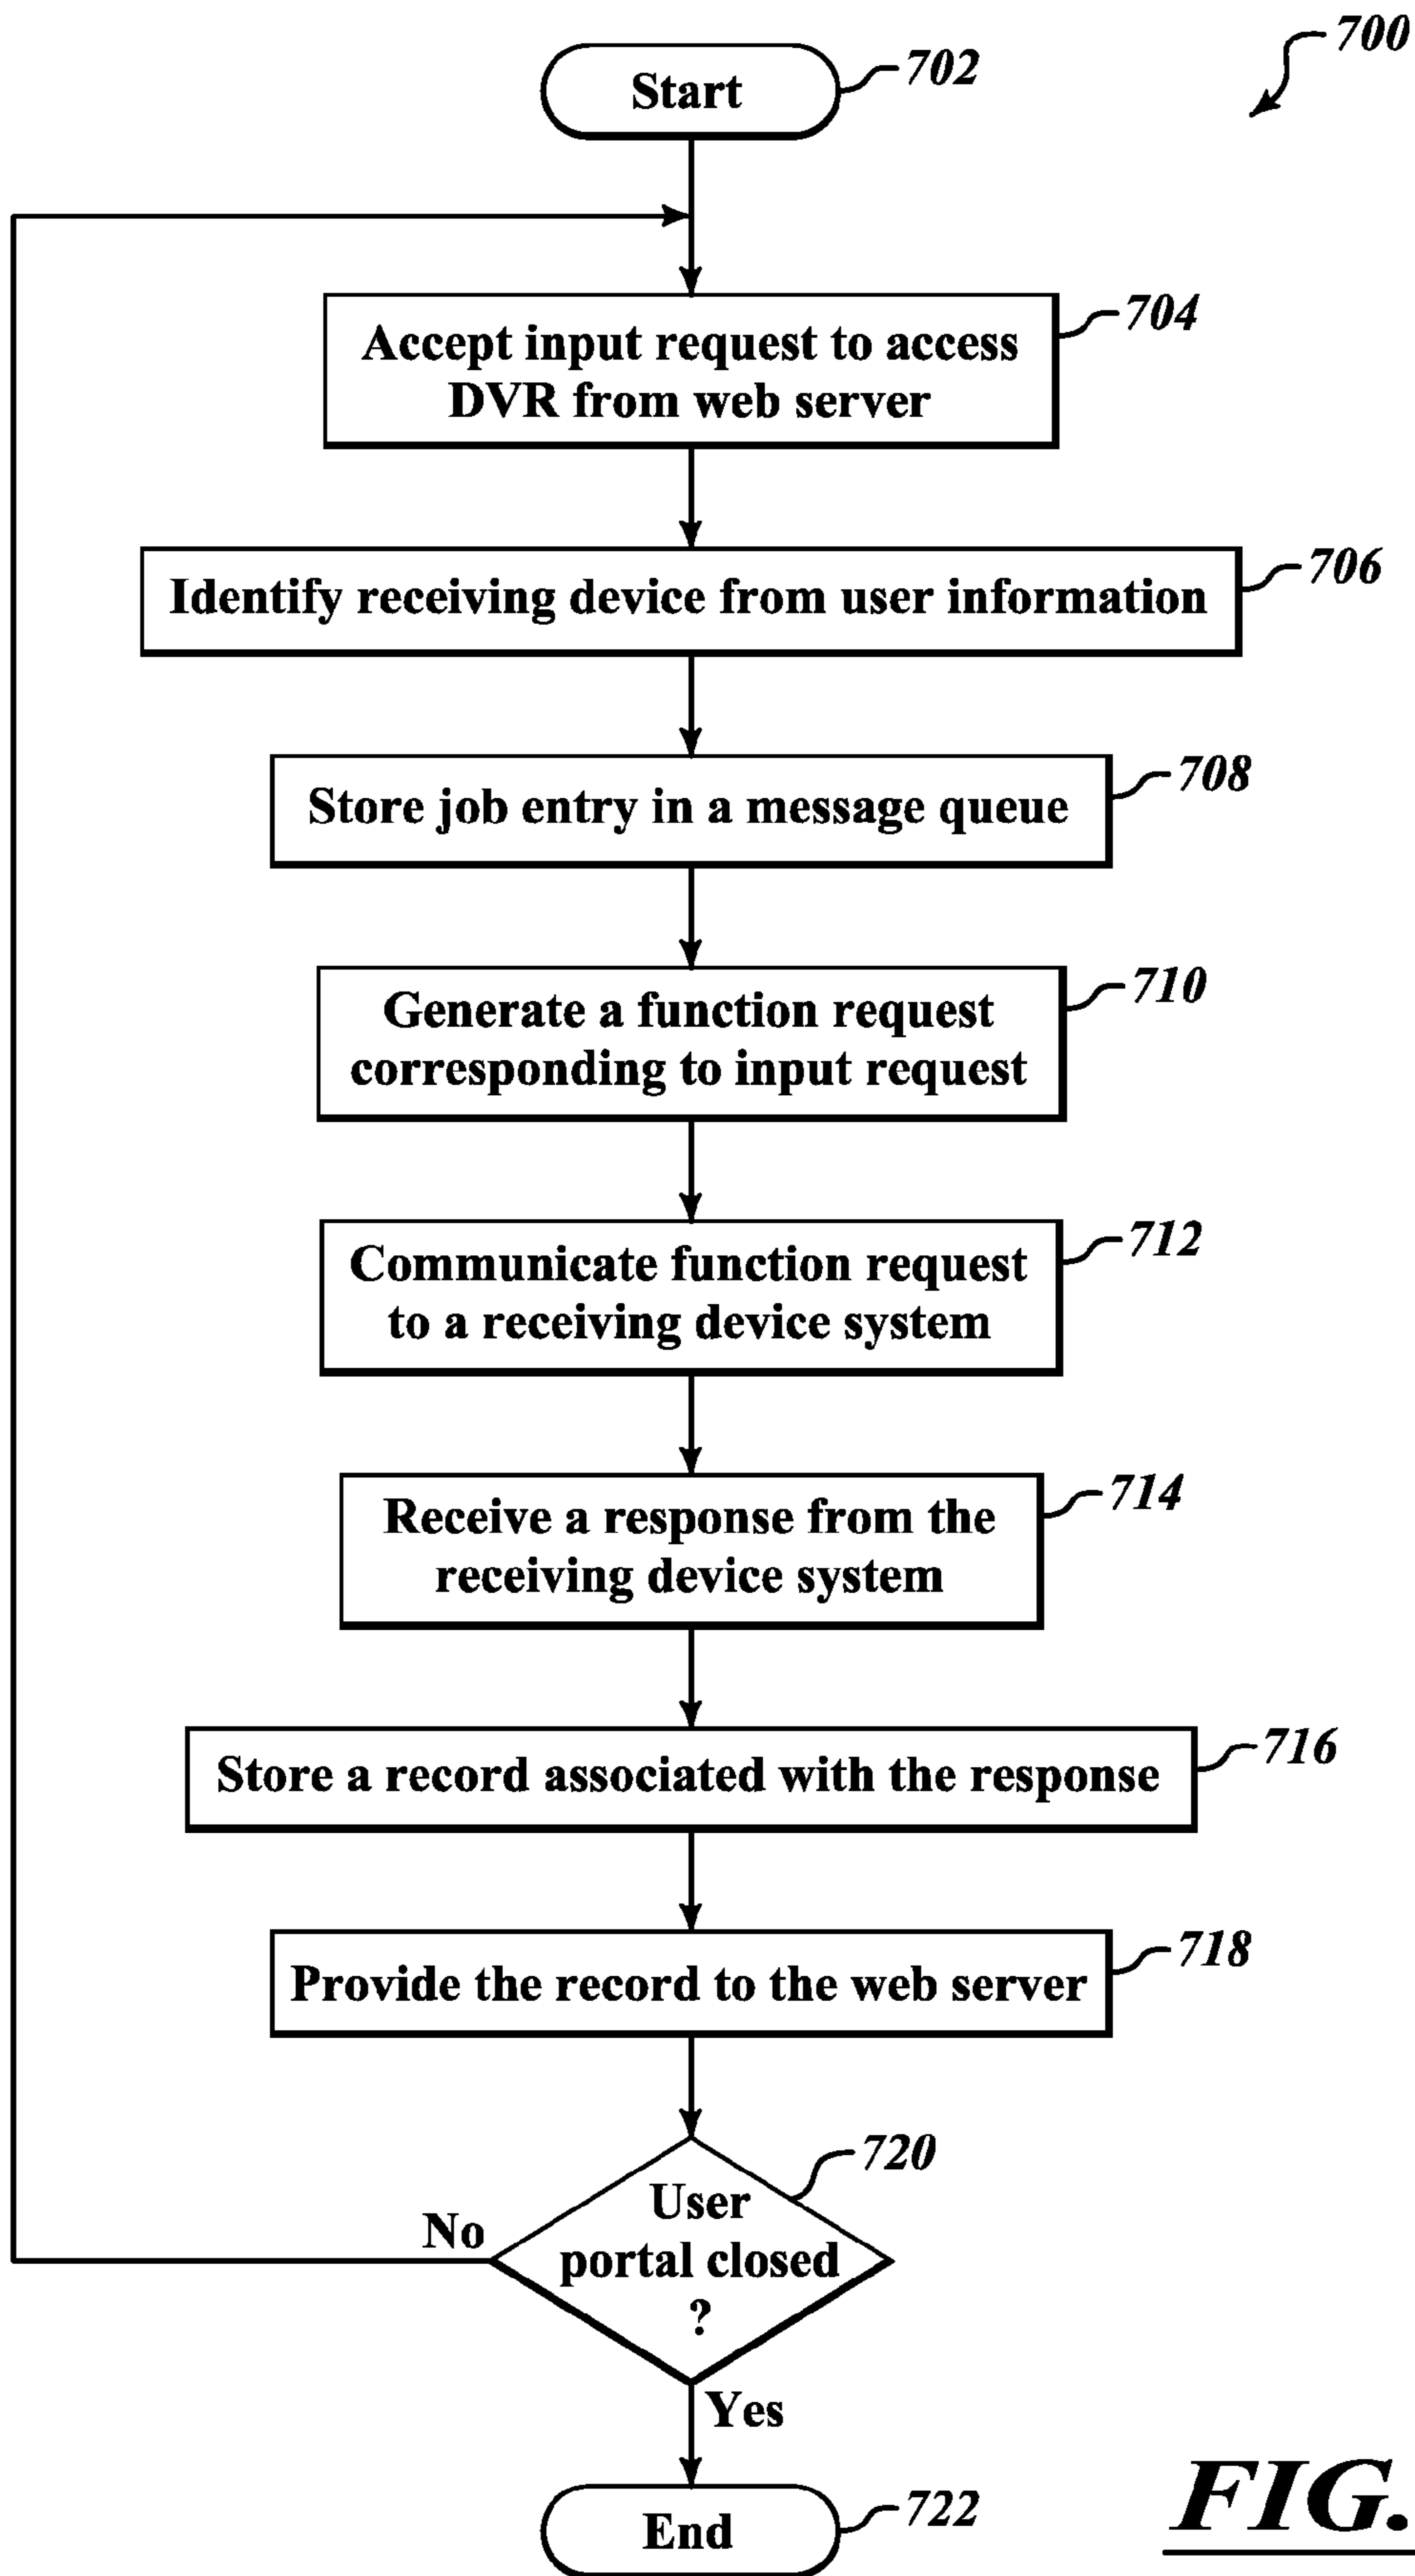 700
Start
702
Accept input request to access
DVR from web server
704
Identify receiving device from user information
706
Store job entry in a message queue
708
Generate a function request
corresponding to input request
710
Communicate function request
to a receiving device system
712
Receive a response from the
receiving device system
714
Store a record associated with the response
716
Provide the record to the web server
718
User
portal closed
?
720
No
Yes
End
722
FIG.